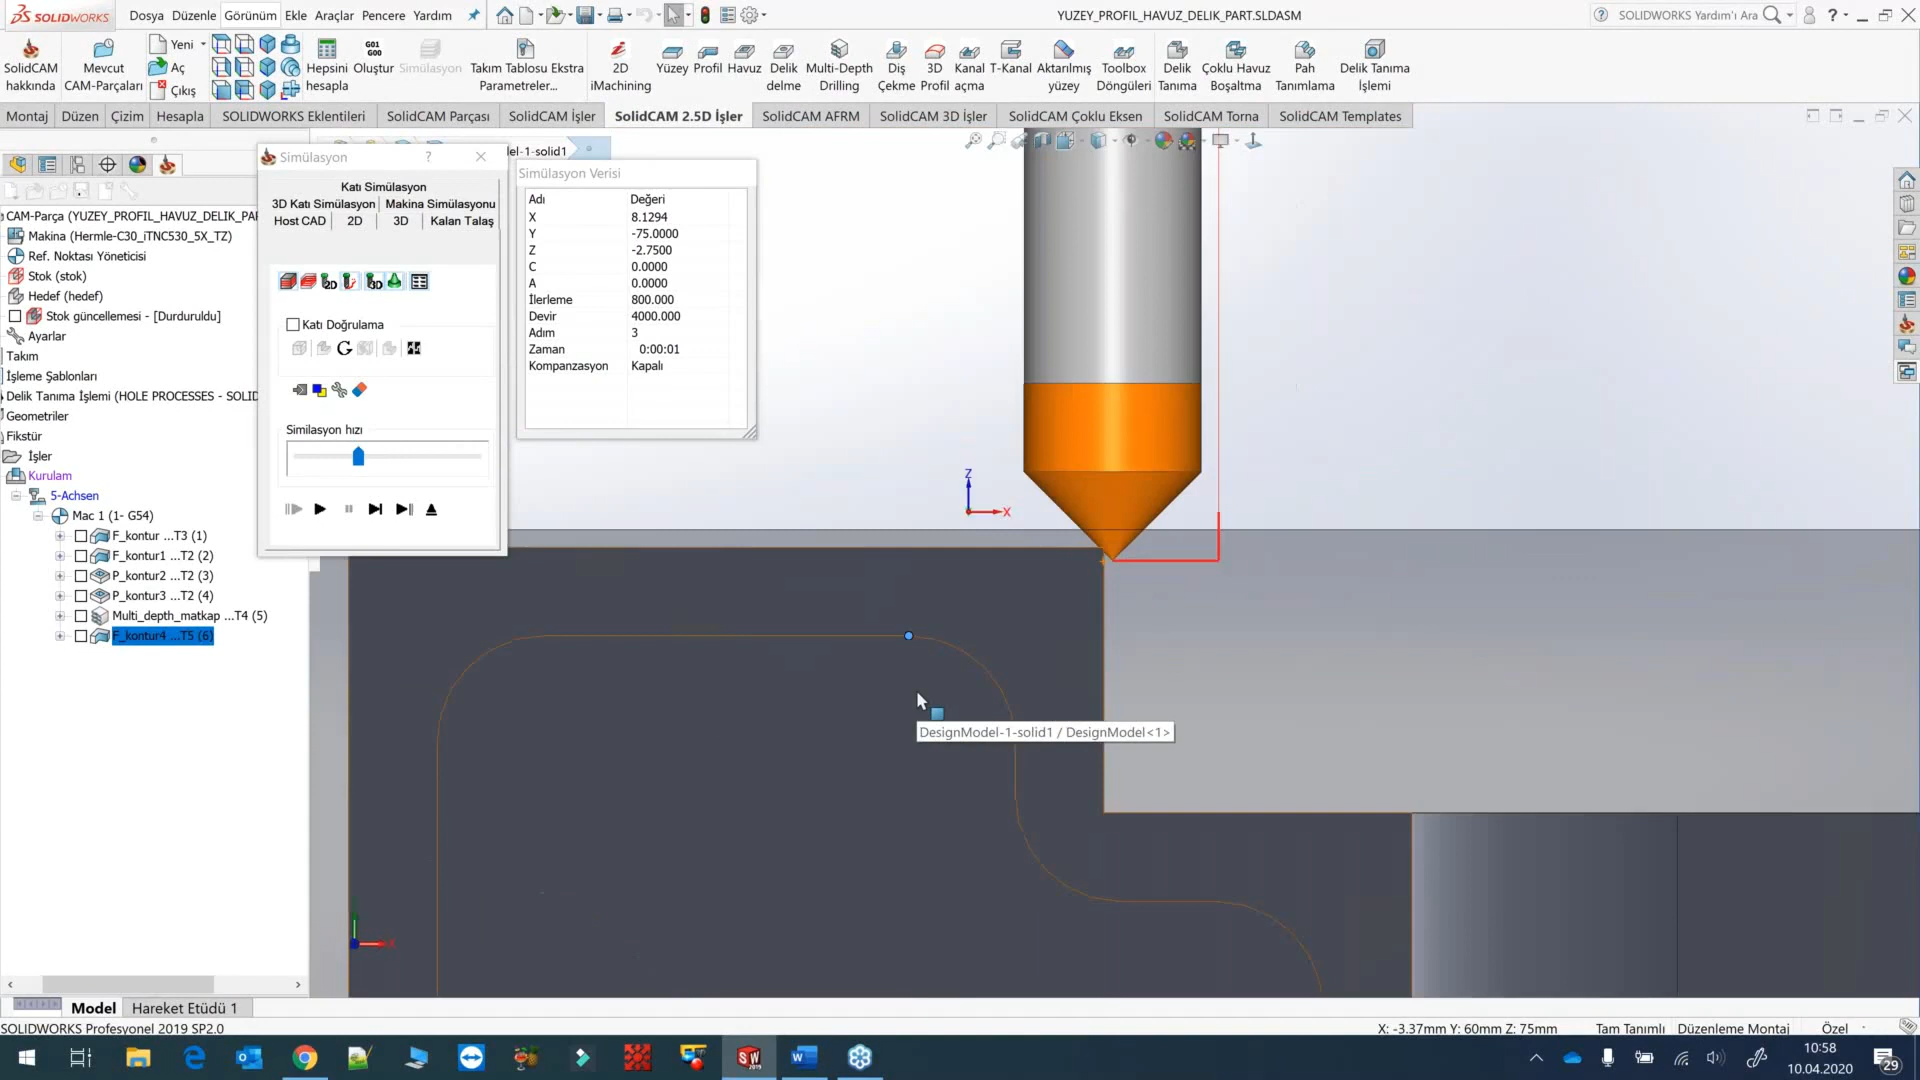 SOLIDWORKS
Dosya Düzenle Görünüm Ekle Araçlar Pencere Yardım
YUZEY_PROFIL_HAVUZ_DELIK_PART.SLDASM
SOLIDWORKS Yardım'ı Ara
SolidCAM hakkında
Mevcut CAM-Parçaları
Yeni
Aç
Çıkış
Hepsini hesapla
G01 G00
Oluştur
Simülasyon
Takım Tablosu Ekstra Parametreler...
2D iMachining
Yüzey
Profil
Havuz
Delik delme
Multi-Depth Drilling
Diş Çekme
3D Profil
Kanal açma
T-Kanal
Aktarılmış yüzey
Toolbox Döngüleri
Delik Tanıma
Çoklu Havuz Boşaltma
Pah Tanımlama
Delik Tanıma İşlemi
Montaj Düzen Çizim Hesapla SOLIDWORKS Eklentileri SolidCAM Parçası SolidCAM İşler SolidCAM 2.5D İşler SolidCAM AFRM SolidCAM 3D İşler SolidCAM Çoklu Eksen SolidCAM Torna SolidCAM Templates
el-1-solid1
CAM-Parça (YUZEY_PROFIL_HAVUZ_DELIK_PAR
Makina (Hermle-C30_iTNC530_5X_TZ)
Ref. Noktası Yöneticisi
Stok (stok)
Hedef (hedef)
Stok güncellemesi - [Durduruldu]
Ayarlar
Takım
İşleme Şablonları
Delik Tanıma İşlemi (HOLE PROCESSES - SOLID
Geometriler
Fikstür
İşler
Kurulam
5-Achsen
Mac 1 (1- G54)
F_kontur ...T3 (1)
F_kontur1 ...T2 (2)
P_kontur2 ...T2 (3)
P_kontur3 ...T2 (4)
Multi_depth_matkap ...T4 (5)
F_kontur4 ...T5 (6)
Simülasyon ?
Katı Simülasyon
3D Katı Simülasyon Makina Simülasyonu
Host CAD 2D 3D Kalan Talaş
2D
3D
Katı Doğrulama
G
Similasyon hızı
Simülasyon Verisi
Adı Değeri
X 8.1294
Y -75.0000
Z -2.7500
C 0.0000
A 0.0000
İlerleme 800.000
Devir 4000.000
Adım 3
Zaman 0:00:01
Kompanzasyon Kapalı
Z
X
DesignModel-1-solid1 / DesignModel<1>
Model Hareket Etüdü 1
SOLIDWORKS Profesyonel 2019 SP2.0
X: -3.37mm Y: 60mm Z: 75mm Tam Tanımlı Düzenleme Montaj Özel
SW 2019
10:58
10.04.2020
29